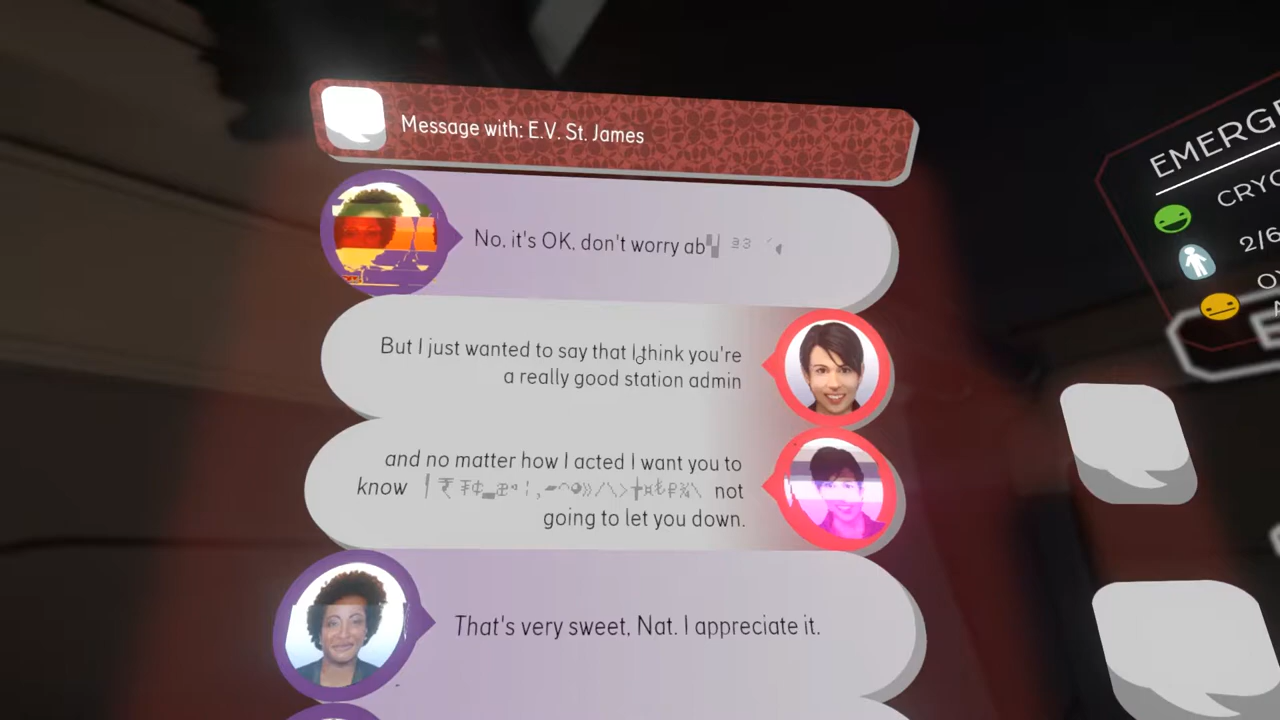 Message with: E.V. St. James
No, it's OK, don't worry ab
But I just wanted to say that I think you're
a really good station admin
and no matter how I acted I want you to
know not
going to let you down.
That's very sweet, Nat. I appreciate it.
EMERG
CRYO
2/6